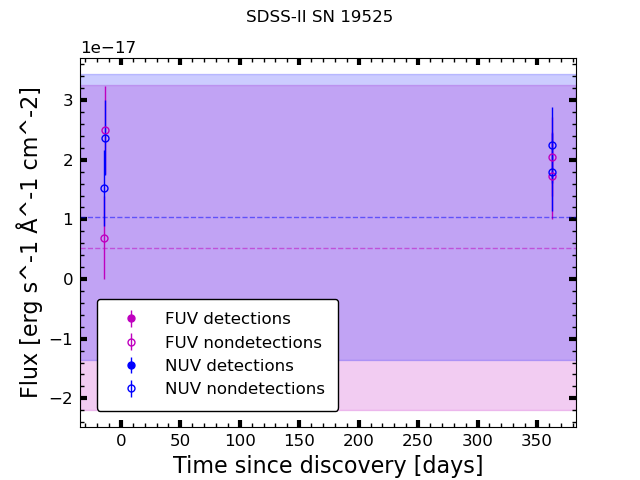 SDSS-II SN 19525
1e−17
3
2
1
0
−1
−2
Flux [erg s^-1 Å^-1 cm^-2]
FUV detections
FUV nondetections
NUV detections
NUV nondetections
0 50 100 150 200 250 300 350
Time since discovery [days]